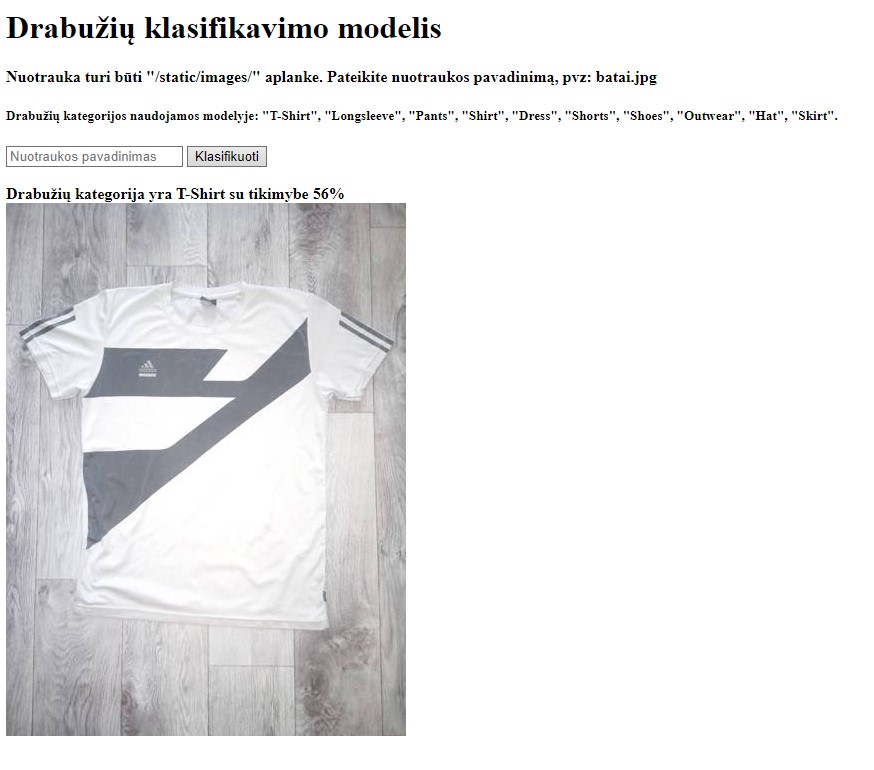 Drabužių klasifikavimo modelis
Nuotrauka turi būti "/static/images/" aplanke. Pateikite nuotraukos pavadinimą, pvz: batai.jpg
Drabužių kategorijos naudojamos modelyje: "T-Shirt", "Longsleeve", "Pants", "Shirt", "Dress", "Shorts", "Shoes", "Outwear", "Hat", "Skirt".
Nuotraukos pavadinimas Klasifikuoti
Drabužių kategorija yra T-Shirt su tikimybe 56%